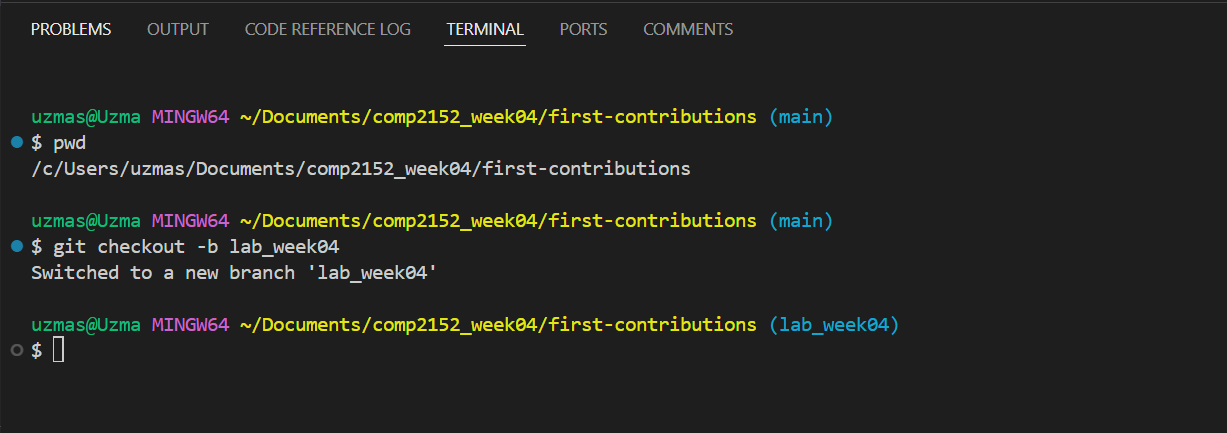 PROBLEMS OUTPUT CODE REFERENCE LOG TERMINAL PORTS COMMENTS
uzmas@Uzma MINGW64 ~/Documents/comp2152_week04/first-contributions (main)
$ pwd
/c/Users/uzmas/Documents/comp2152_week04/first-contributions
uzmas@Uzma MINGW64 ~/Documents/comp2152_week04/first-contributions (main)
$ git checkout -b lab_week04
Switched to a new branch 'lab_week04'
uzmas@Uzma MINGW64 ~/Documents/comp2152_week04/first-contributions (lab_week04)
$